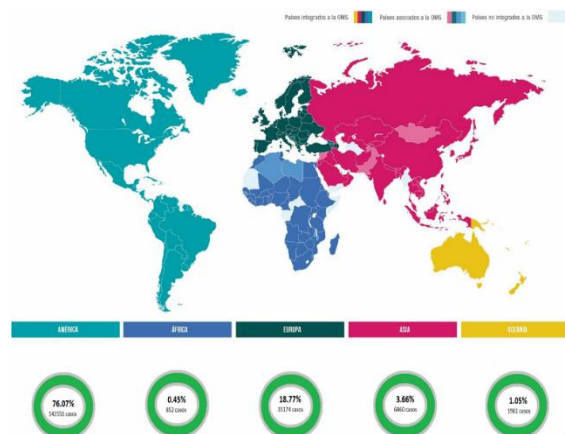 Países integrados a la OMS
Países asociados a la OMS
Países no integrados a la OMS
AMÉRICA
ÁFRICA
EUROPA
ASIA
OCEANÍA
76.07%
142551 casos
0.45%
852 casos
18.77%
35174 casos
3.66%
6860 casos
1.05%
1961 casos